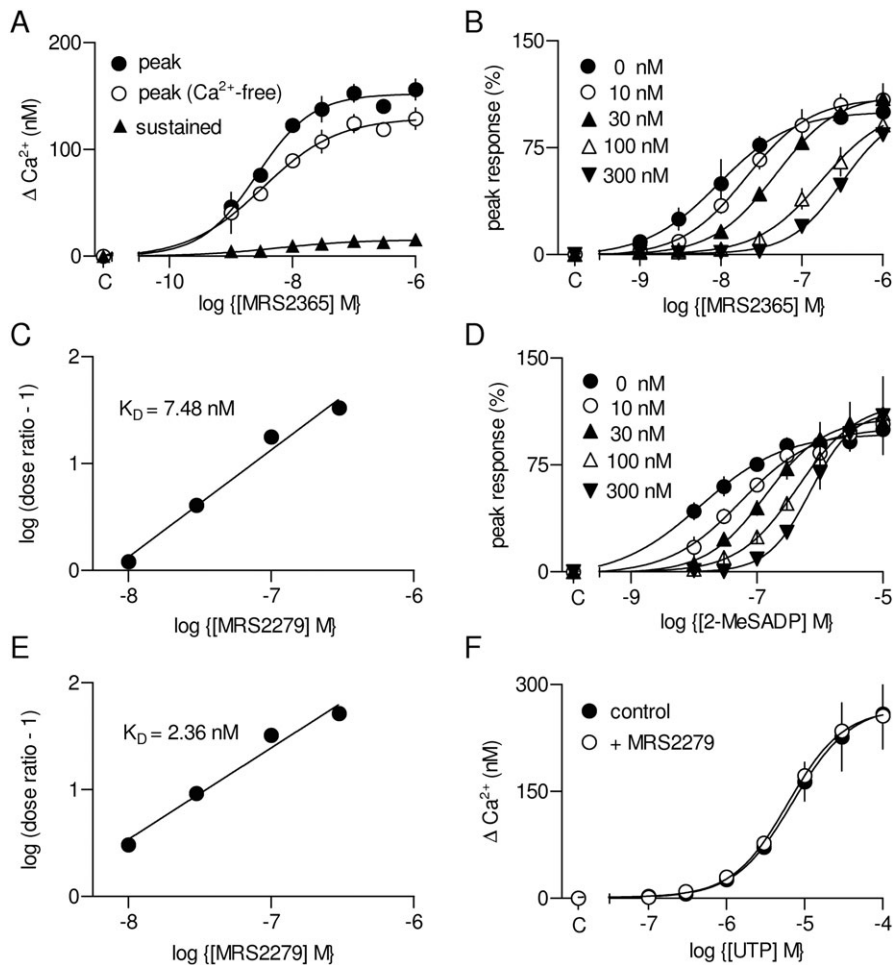 A
150
100
50
0
Δ Ca²⁺ (nM)
peak
peak (Ca²⁺-free)
sustained
C
-10
-8
-6
log {[MRS2365] M}
B
150
75
0
peak response (%)
0 nM
10 nM
30 nM
100 nM
300 nM
C
-9
-8
-7
-6
log {[MRS2365] M}
C
2
1
0
log (dose ratio - 1)
K_D = 7.48 nM
-8
-7
-6
log {[MRS2279] M}
D
150
75
0
peak response (%)
0 nM
10 nM
30 nM
100 nM
300 nM
C
-9
-7
-5
log {[2-MeSADP] M}
E
2
1
0
log (dose ratio - 1)
K_D = 2.36 nM
-8
-7
-6
log {[MRS2279] M}
F
300
150
0
Δ Ca²⁺ (nM)
control
+ MRS2279
C
-7
-6
-5
-4
log {[UTP] M}